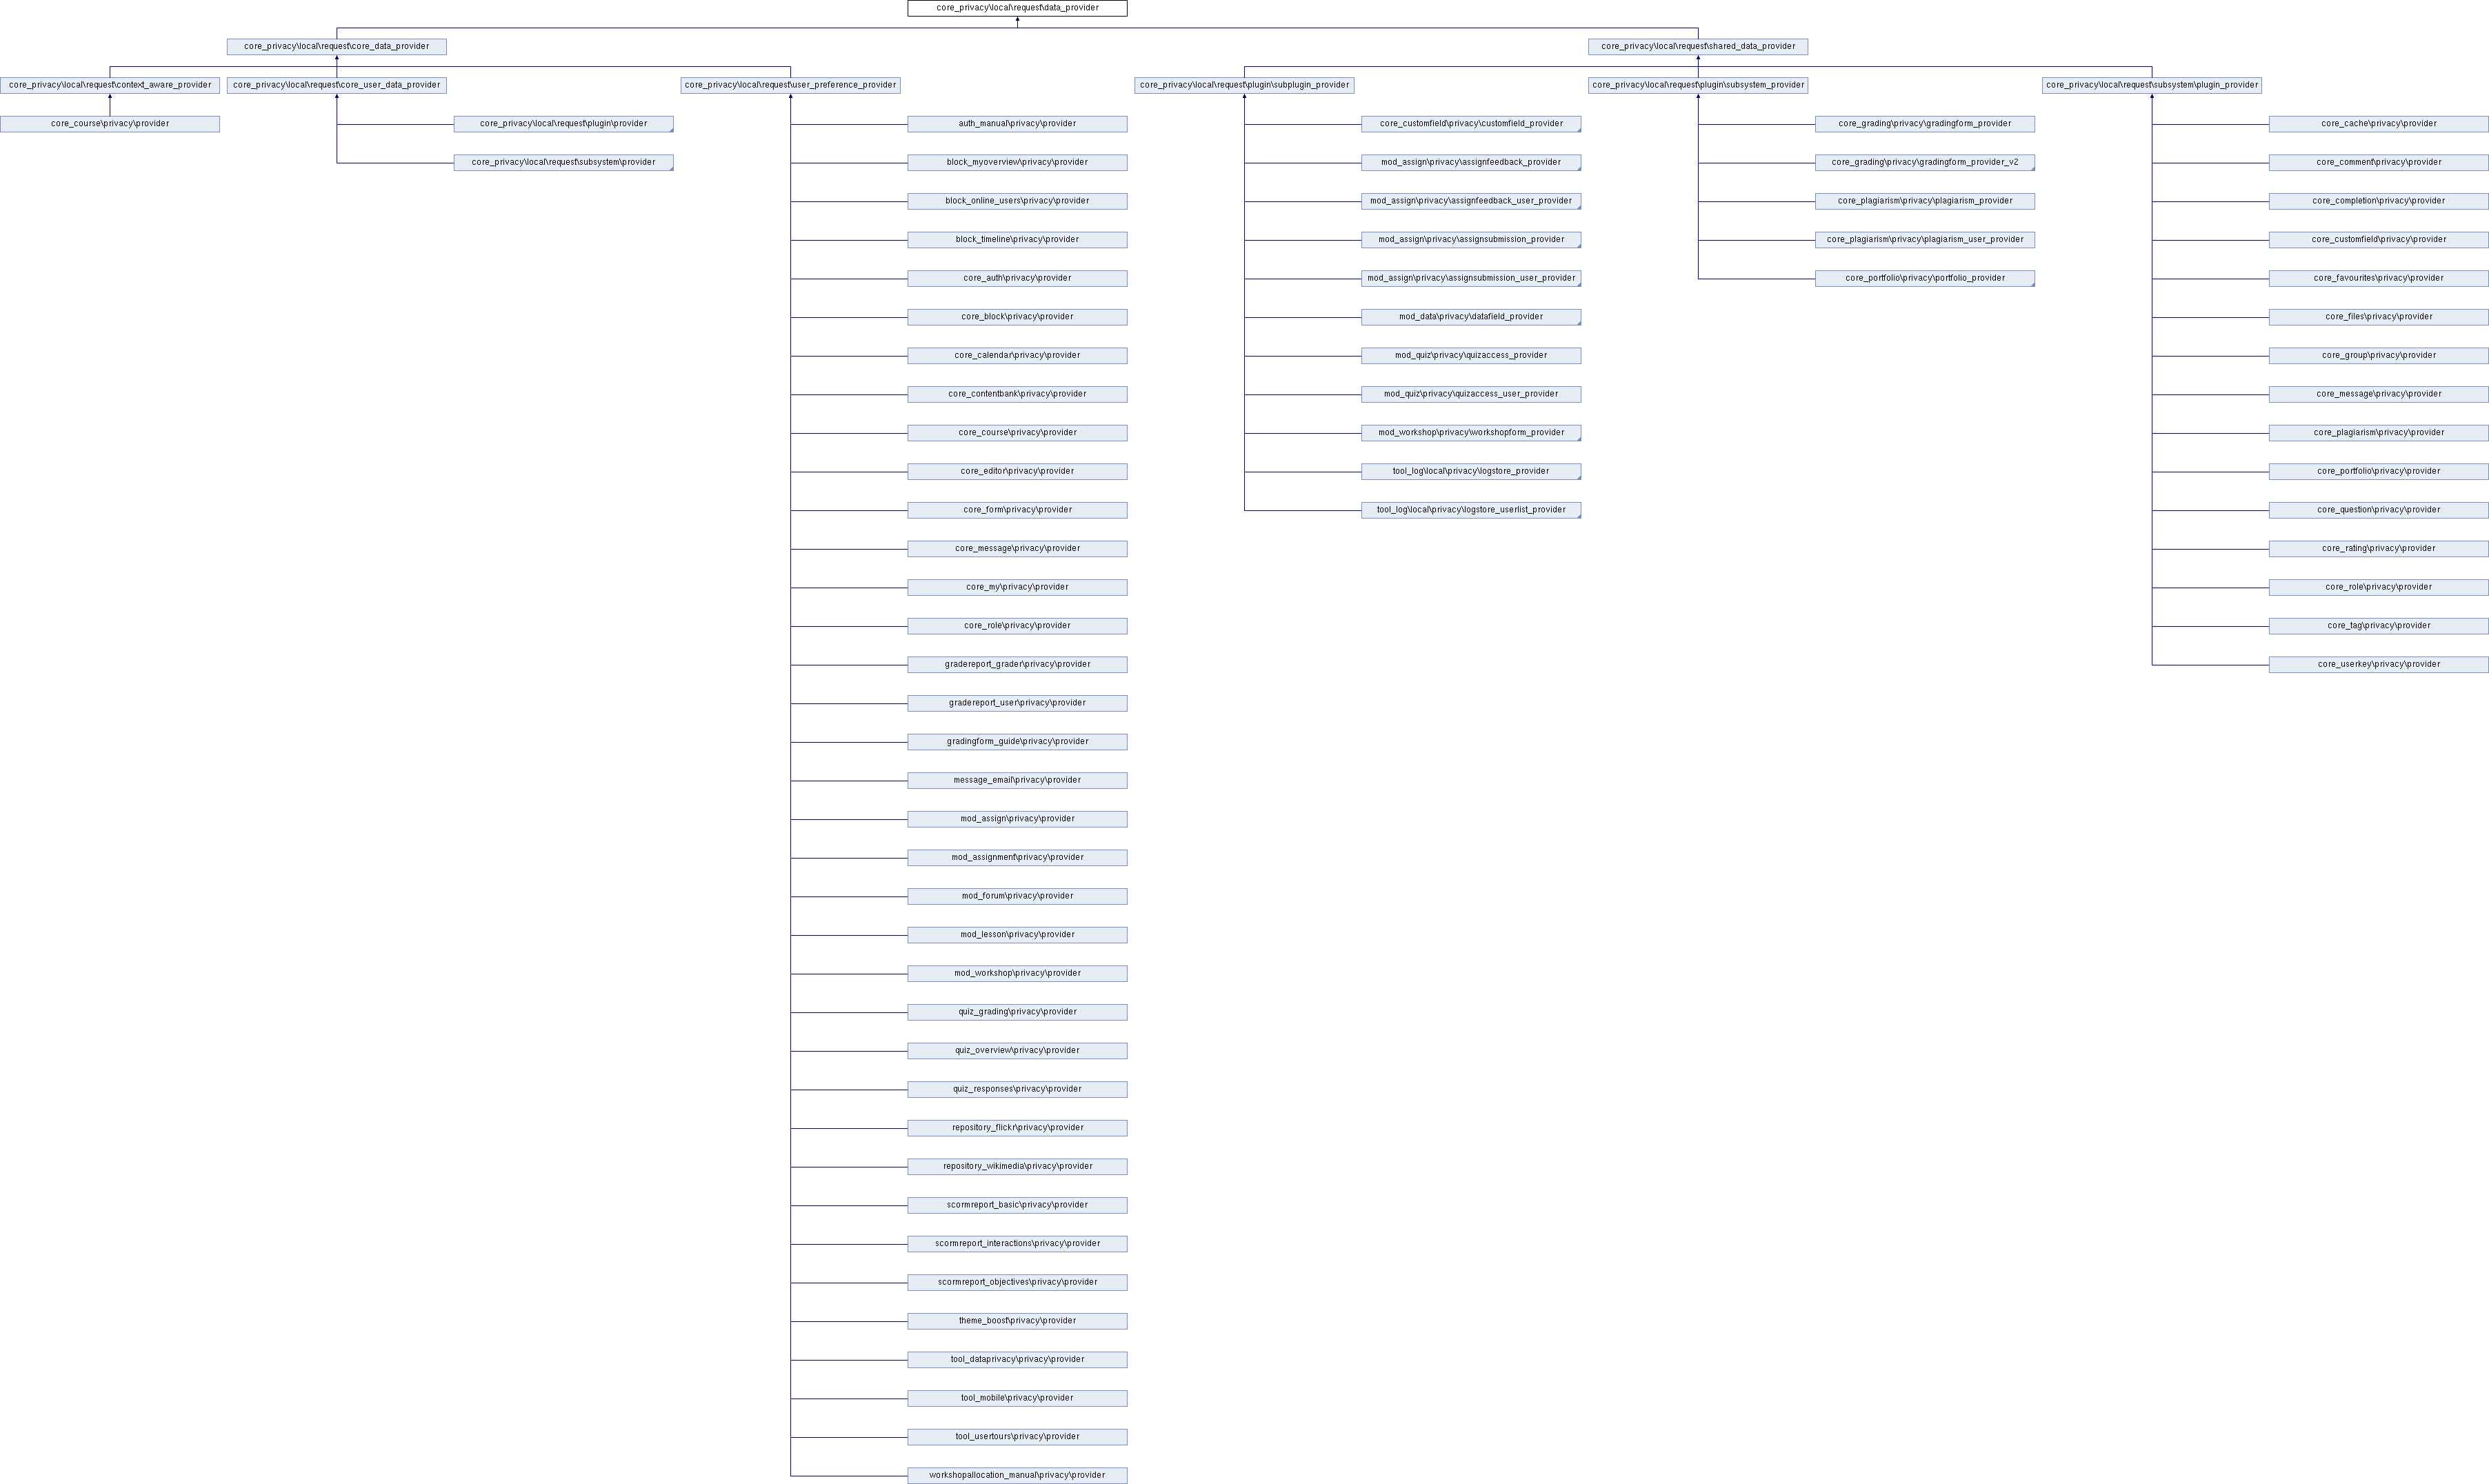 core_privacy\local\request\data_provider
core_privacy\local\request\core_data_provider
core_privacy\local\request\shared_data_provider
core_privacy\local\request\context_aware_provider
core_privacy\local\request\core_user_data_provider
core_privacy\local\request\user_preference_provider
core_privacy\local\request\plugin\subplugin_provider
core_privacy\local\request\plugin\subsystem_provider
core_privacy\local\request\subsystem\plugin_provider
core_course\privacy\provider
core_privacy\local\request\plugin\provider
core_privacy\local\request\subsystem\provider
auth_manual\privacy\provider
block_myoverview\privacy\provider
block_online_users\privacy\provider
block_timeline\privacy\provider
core_auth\privacy\provider
core_block\privacy\provider
core_calendar\privacy\provider
core_contentbank\privacy\provider
core_course\privacy\provider
core_editor\privacy\provider
core_form\privacy\provider
core_message\privacy\provider
core_my\privacy\provider
core_role\privacy\provider
gradereport_grader\privacy\provider
gradereport_user\privacy\provider
gradingform_guide\privacy\provider
message_email\privacy\provider
mod_assign\privacy\provider
mod_assignment\privacy\provider
mod_forum\privacy\provider
mod_lesson\privacy\provider
mod_workshop\privacy\provider
quiz_grading\privacy\provider
quiz_overview\privacy\provider
quiz_responses\privacy\provider
repository_flickr\privacy\provider
repository_wikimedia\privacy\provider
scormreport_basic\privacy\provider
scormreport_interactions\privacy\provider
scormreport_objectives\privacy\provider
theme_boost\privacy\provider
tool_dataprivacy\privacy\provider
tool_mobile\privacy\provider
tool_usertours\privacy\provider
workshopallocation_manual\privacy\provider
core_customfield\privacy\customfield_provider
mod_assign\privacy\assignfeedback_provider
mod_assign\privacy\assignfeedback_user_provider
mod_assign\privacy\assignsubmission_provider
mod_assign\privacy\assignsubmission_user_provider
mod_data\privacy\datafield_provider
mod_quiz\privacy\quizaccess_provider
mod_quiz\privacy\quizaccess_user_provider
mod_workshop\privacy\workshopform_provider
tool_log\local\privacy\logstore_provider
tool_log\local\privacy\logstore_userlist_provider
core_grading\privacy\gradingform_provider
core_grading\privacy\gradingform_provider_v2
core_plagiarism\privacy\plagiarism_provider
core_plagiarism\privacy\plagiarism_user_provider
core_portfolio\privacy\portfolio_provider
core_cache\privacy\provider
core_comment\privacy\provider
core_completion\privacy\provider
core_customfield\privacy\provider
core_favourites\privacy\provider
core_files\privacy\provider
core_group\privacy\provider
core_message\privacy\provider
core_plagiarism\privacy\provider
core_portfolio\privacy\provider
core_question\privacy\provider
core_rating\privacy\provider
core_role\privacy\provider
core_tag\privacy\provider
core_userkey\privacy\provider